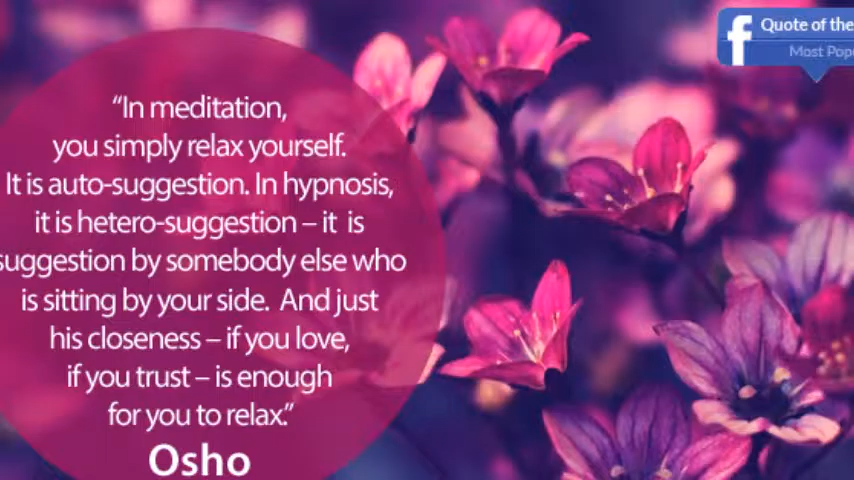 “In meditation,
you simply relax yourself.
It is auto-suggestion. In hypnosis,
it is hetero-suggestion – it is
suggestion by somebody else who
is sitting by your side. And just
his closeness – if you love,
if you trust – is enough
for you to relax.”
Osho
f Quote of the
Most